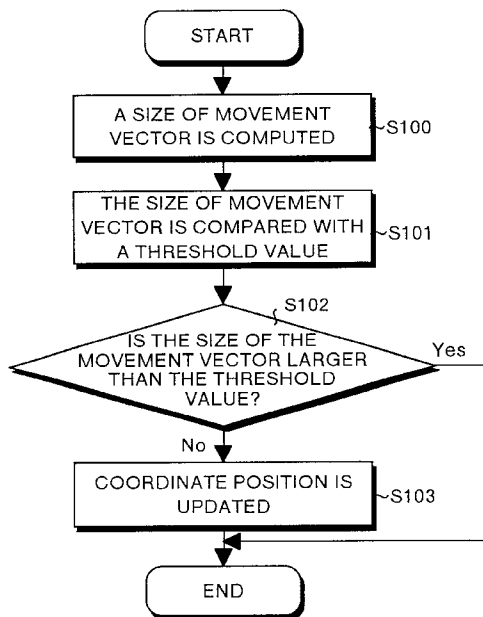 START
A SIZE OF MOVEMENT
VECTOR IS COMPUTED
S100
THE SIZE OF MOVEMENT
VECTOR IS COMPARED WITH
A THRESHOLD VALUE
S101
S102
IS THE SIZE OF THE
MOVEMENT VECTOR LARGER
THAN THE THRESHOLD
VALUE?
Yes
No
COORDINATE POSITION IS
UPDATED
S103
END